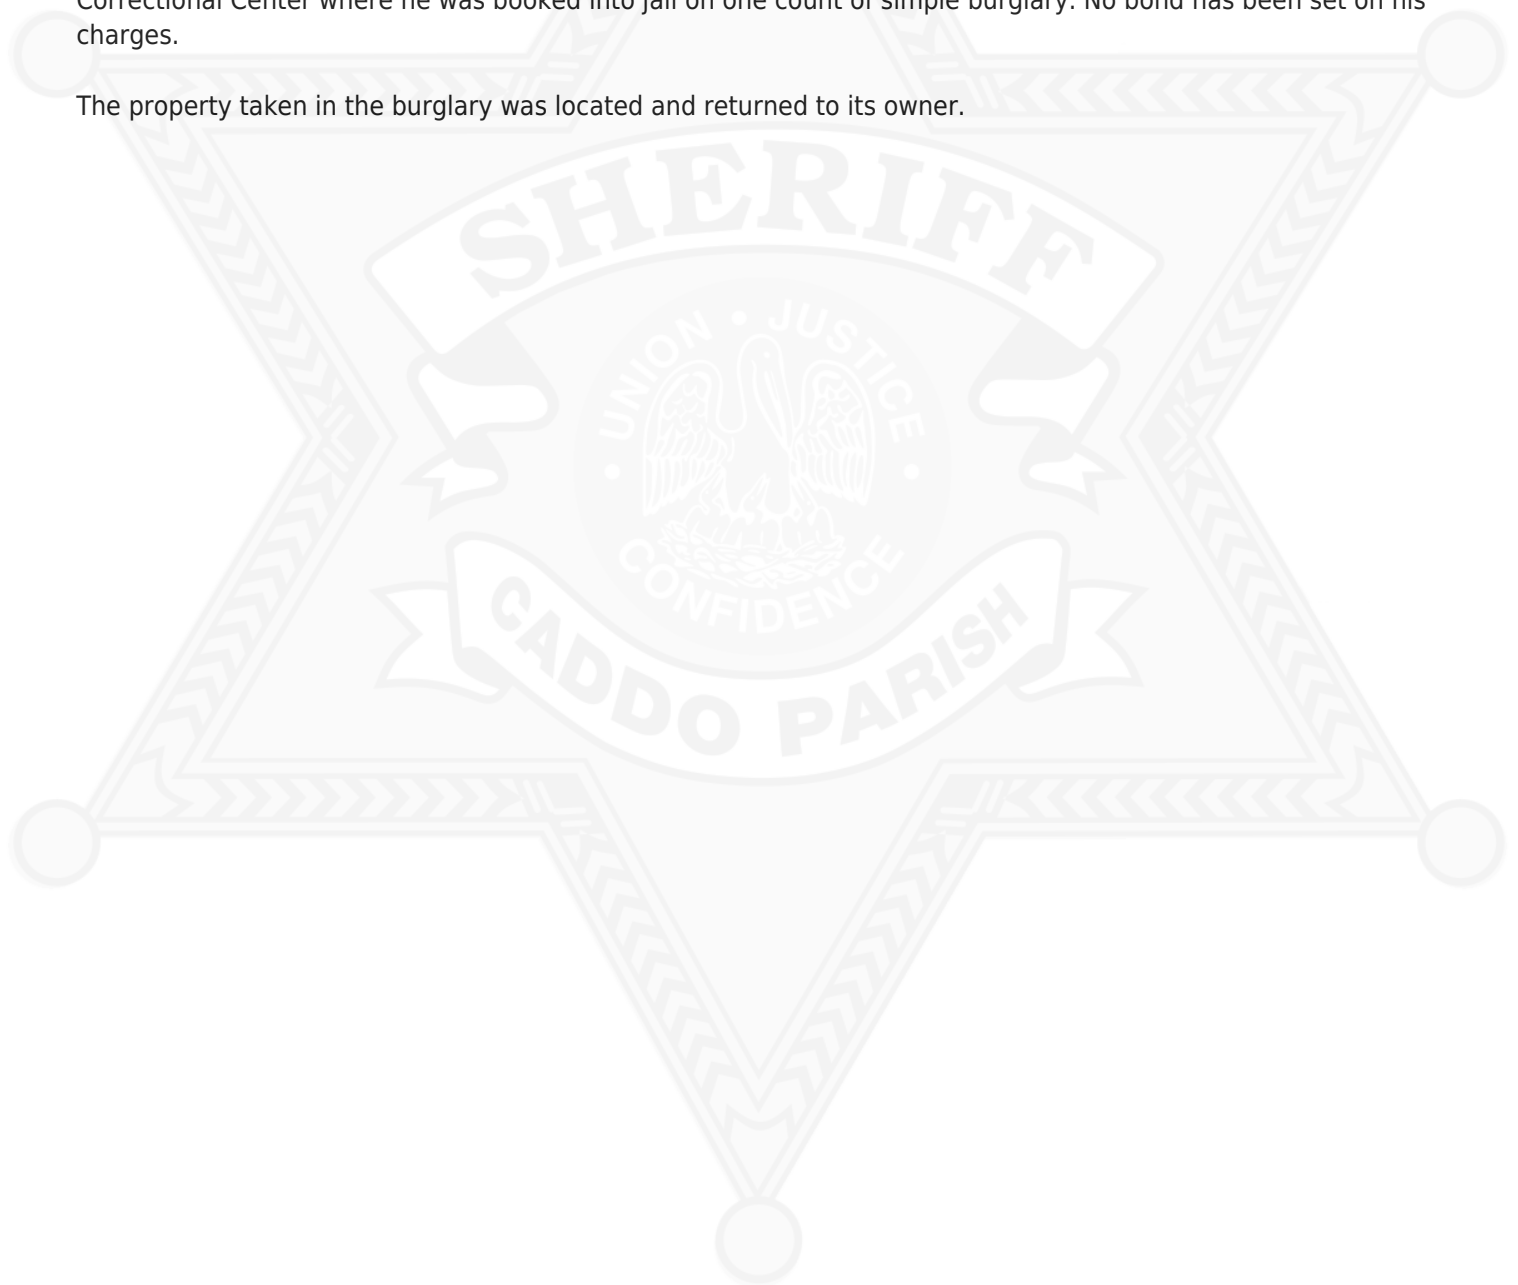 Correctional Center where he was booked into jail on one count of simple burglary. No bond has been set on his
charges.
The property taken in the burglary was located and returned to its owner.
SHERIFF
UNION • JUSTICE
• CONFIDENCE •
CADDO PARISH